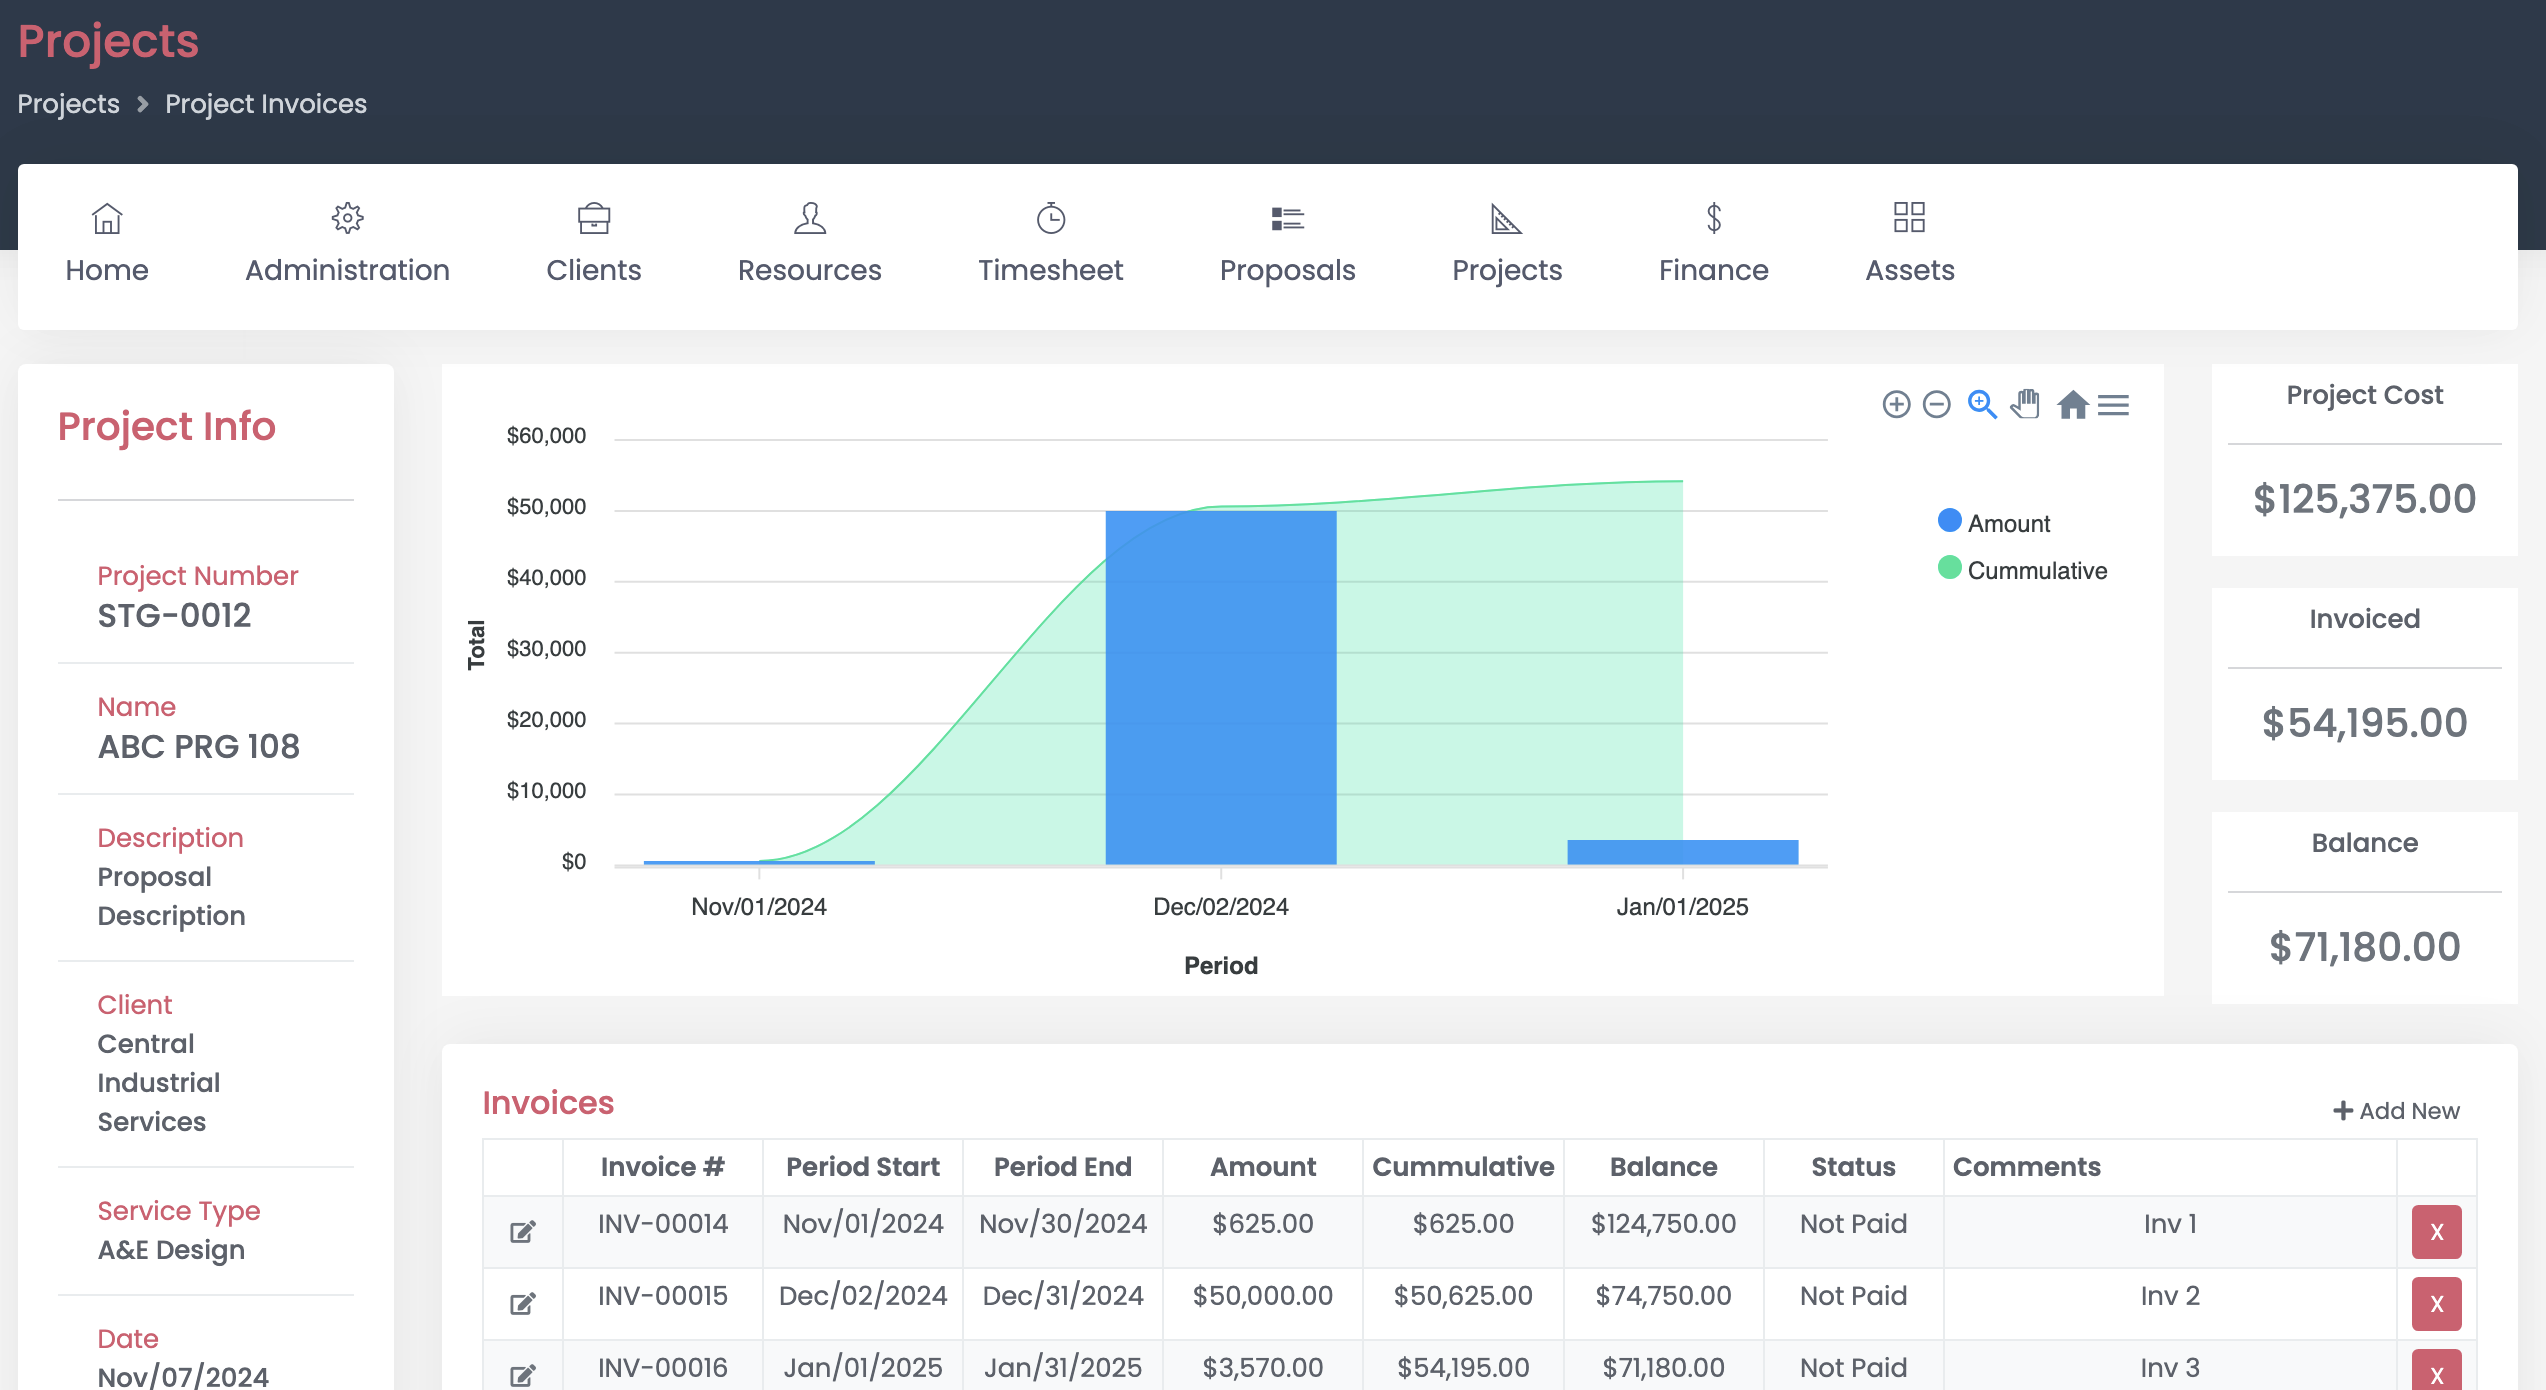 Projects
Projects > Project Invoices
Home Administration Clients Resources Timesheet Proposals Projects Finance Assets
Project Info
Project Number
STG-0012
Name
ABC PRG 108
Description
Proposal
Description
Client
Central
Industrial
Services
Service Type
A&E Design
Date
Nov/07/2024
Total
$60,000
$50,000
$40,000
$30,000
$20,000
$10,000
$0
Nov/01/2024 Dec/02/2024 Jan/01/2025
Period
Amount
Cummulative
Project Cost
$125,375.00
Invoiced
$54,195.00
Balance
$71,180.00
Invoices
Add New
Invoice # Period Start Period End Amount Cummulative Balance Status Comments
INV-00014 Nov/01/2024 Nov/30/2024 $625.00 $625.00 $124,750.00 Not Paid Inv 1 X
INV-00015 Dec/02/2024 Dec/31/2024 $50,000.00 $50,625.00 $74,750.00 Not Paid Inv 2 X
INV-00016 Jan/01/2025 Jan/31/2025 $3,570.00 $54,195.00 $71,180.00 Not Paid Inv 3 X